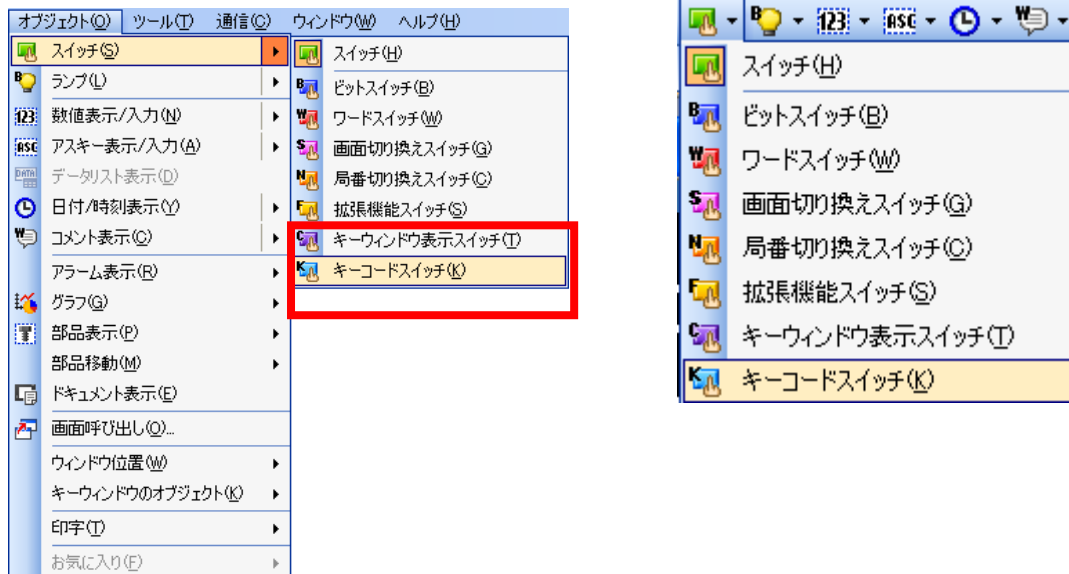 オブジェクト(O) ツール(T) 通信(C) ウィンドウ(W) ヘルプ(H)
スイッチ(S)
ランプ(L)
数値表示/入力(N)
アスキー表示/入力(A)
データリスト表示(D)
日付/時刻表示(Y)
コメント表示(C)
アラーム表示(R)
グラフ(G)
部品表示(P)
部品移動(M)
ドキュメント表示(E)
画面呼び出し(O)...
ウィンドウ位置(W)
キーウィンドウのオブジェクト(K)
印字(T)
お気に入り(F)
B
123
ASC
DATA
W
スイッチ(H)
B ビットスイッチ(B)
W ワードスイッチ(W)
S 画面切り換えスイッチ(G)
N 局番切り換えスイッチ(C)
F 拡張機能スイッチ(S)
C キーウィンドウ表示スイッチ(T)
K キーコードスイッチ(K)
B 123 ASC W
スイッチ(H)
B ビットスイッチ(B)
W ワードスイッチ(W)
S 画面切り換えスイッチ(G)
N 局番切り換えスイッチ(C)
F 拡張機能スイッチ(S)
C キーウィンドウ表示スイッチ(T)
K キーコードスイッチ(K)